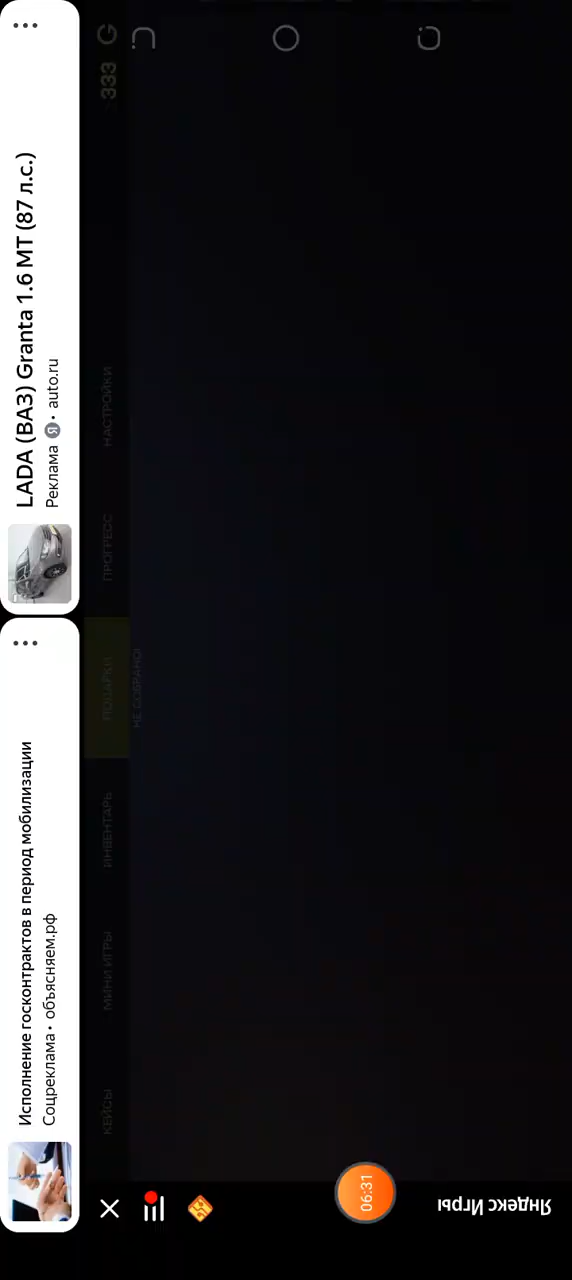 Исполнение госконтрактов в период мобилизации
Соцреклама • объясняем.рф
LADA (ВАЗ) Granta 1.6 MT (87 л.с.)
Реклама Я • auto.ru
КЕЙСЫ
МИНИ ИГРЫ
ИНВЕНТАРЬ
ПОДАРКИ
ПРОГРЕСС
НАСТРОЙКИ
333 G
НЕ СОБРАНО!
06:31
Яндекс Игры